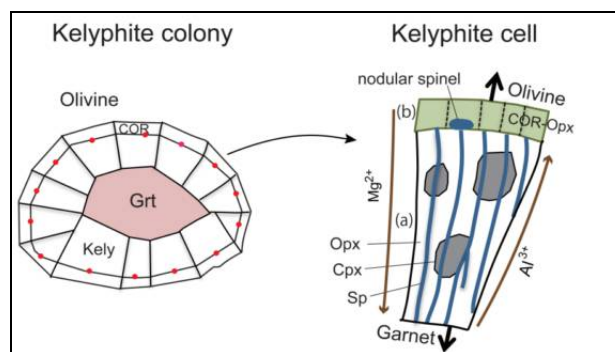 Kelyphite colony
Kelyphite cell
nodular spinel
Olivine
Olivine
COR
(b)
COR-Opx
Grt
Mg2+
(a)
Kely
Opx
Cpx
Sp
Al3+
Garnet